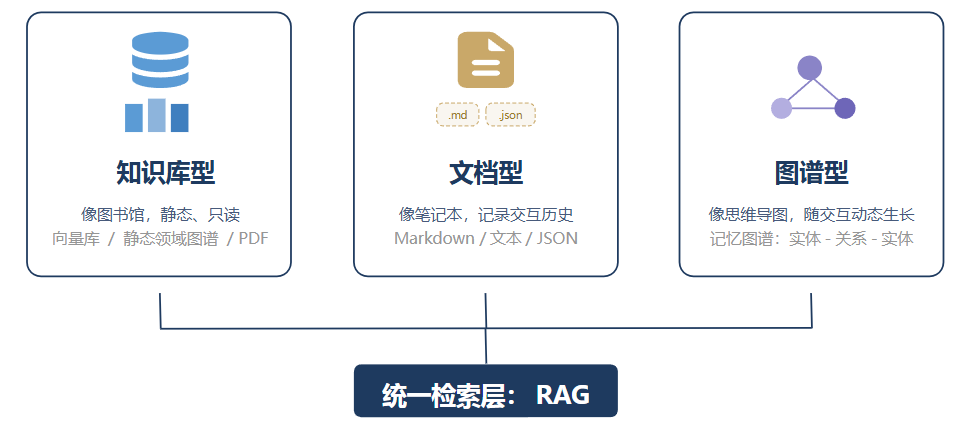 .md
.json
知识库型
像图书馆，静态、只读
向量库 / 静态领域图谱 / PDF
文档型
像笔记本，记录交互历史
Markdown / 文本 / JSON
图谱型
像思维导图，随交互动态生长
记忆图谱：实体 - 关系 - 实体
统一检索层： RAG